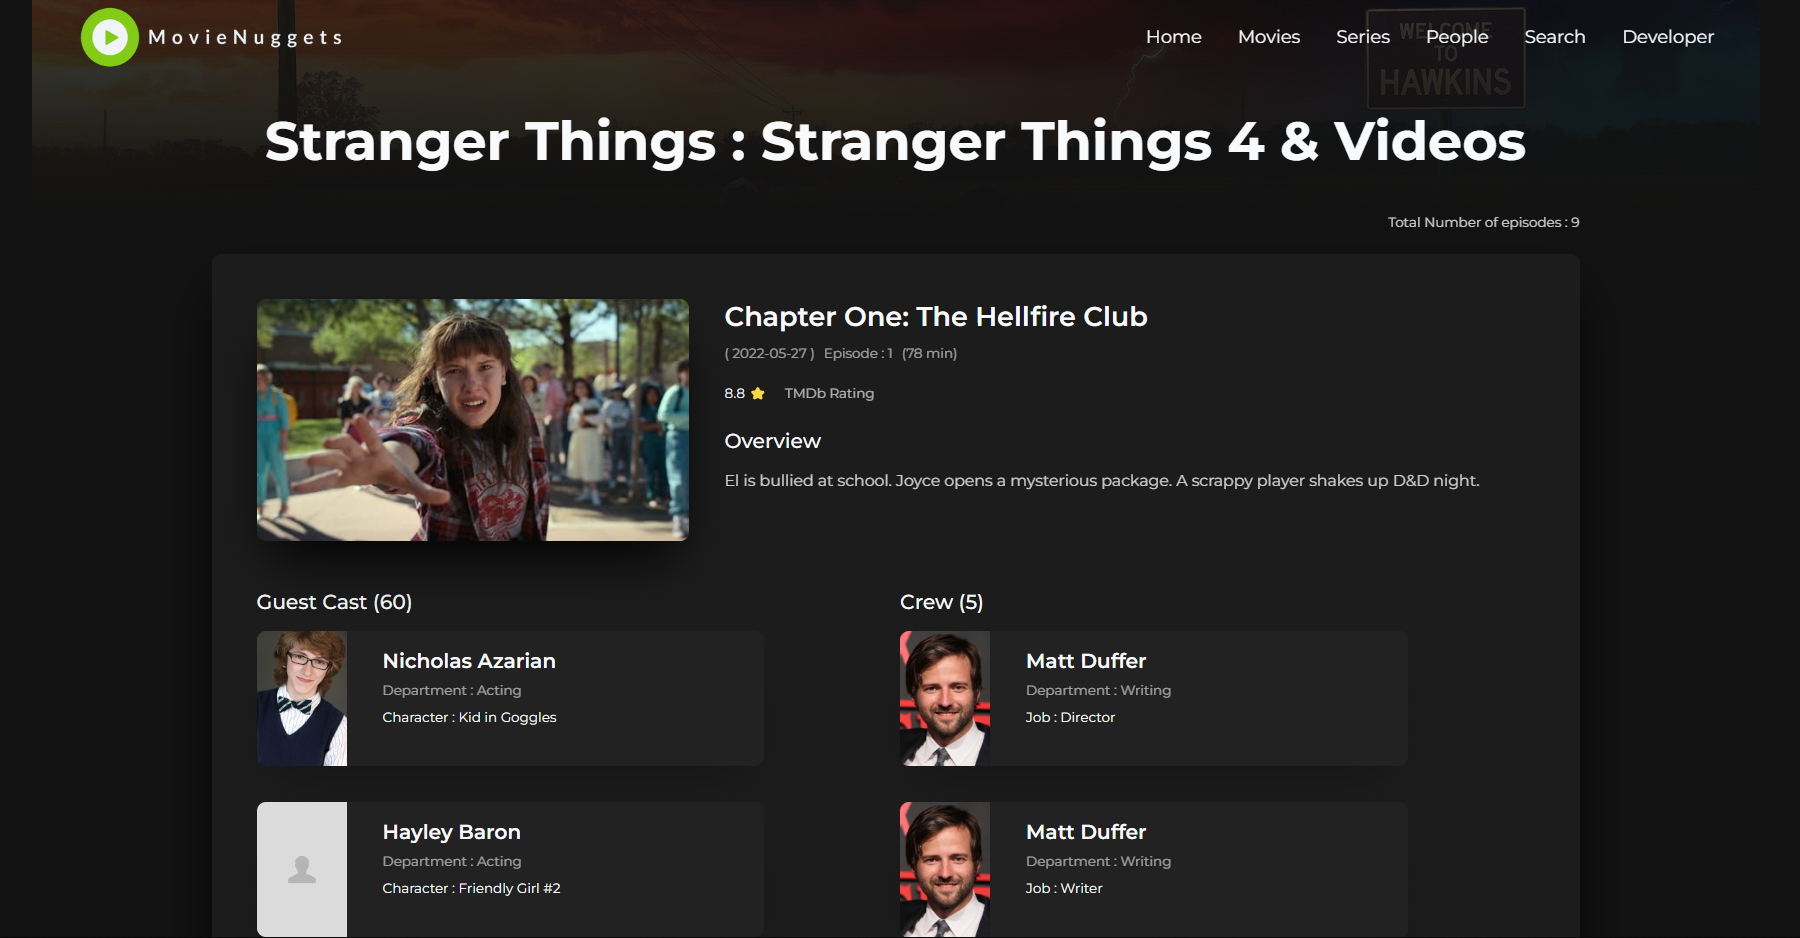 MovieNuggets
Home Movies Series People Search Developer
WELCOME
TO
HAWKINS
Stranger Things : Stranger Things 4 & Videos
Total Number of episodes : 9
Chapter One: The Hellfire Club
( 2022-05-27 ) Episode : 1 (78 min)
8.8 TMDb Rating
Overview
El is bullied at school. Joyce opens a mysterious package. A scrappy player shakes up D&D night.
Guest Cast (60)
Nicholas Azarian
Department : Acting
Character : Kid in Goggles
Hayley Baron
Department : Acting
Character : Friendly Girl #2
Crew (5)
Matt Duffer
Department : Writing
Job : Director
Matt Duffer
Department : Writing
Job : Writer